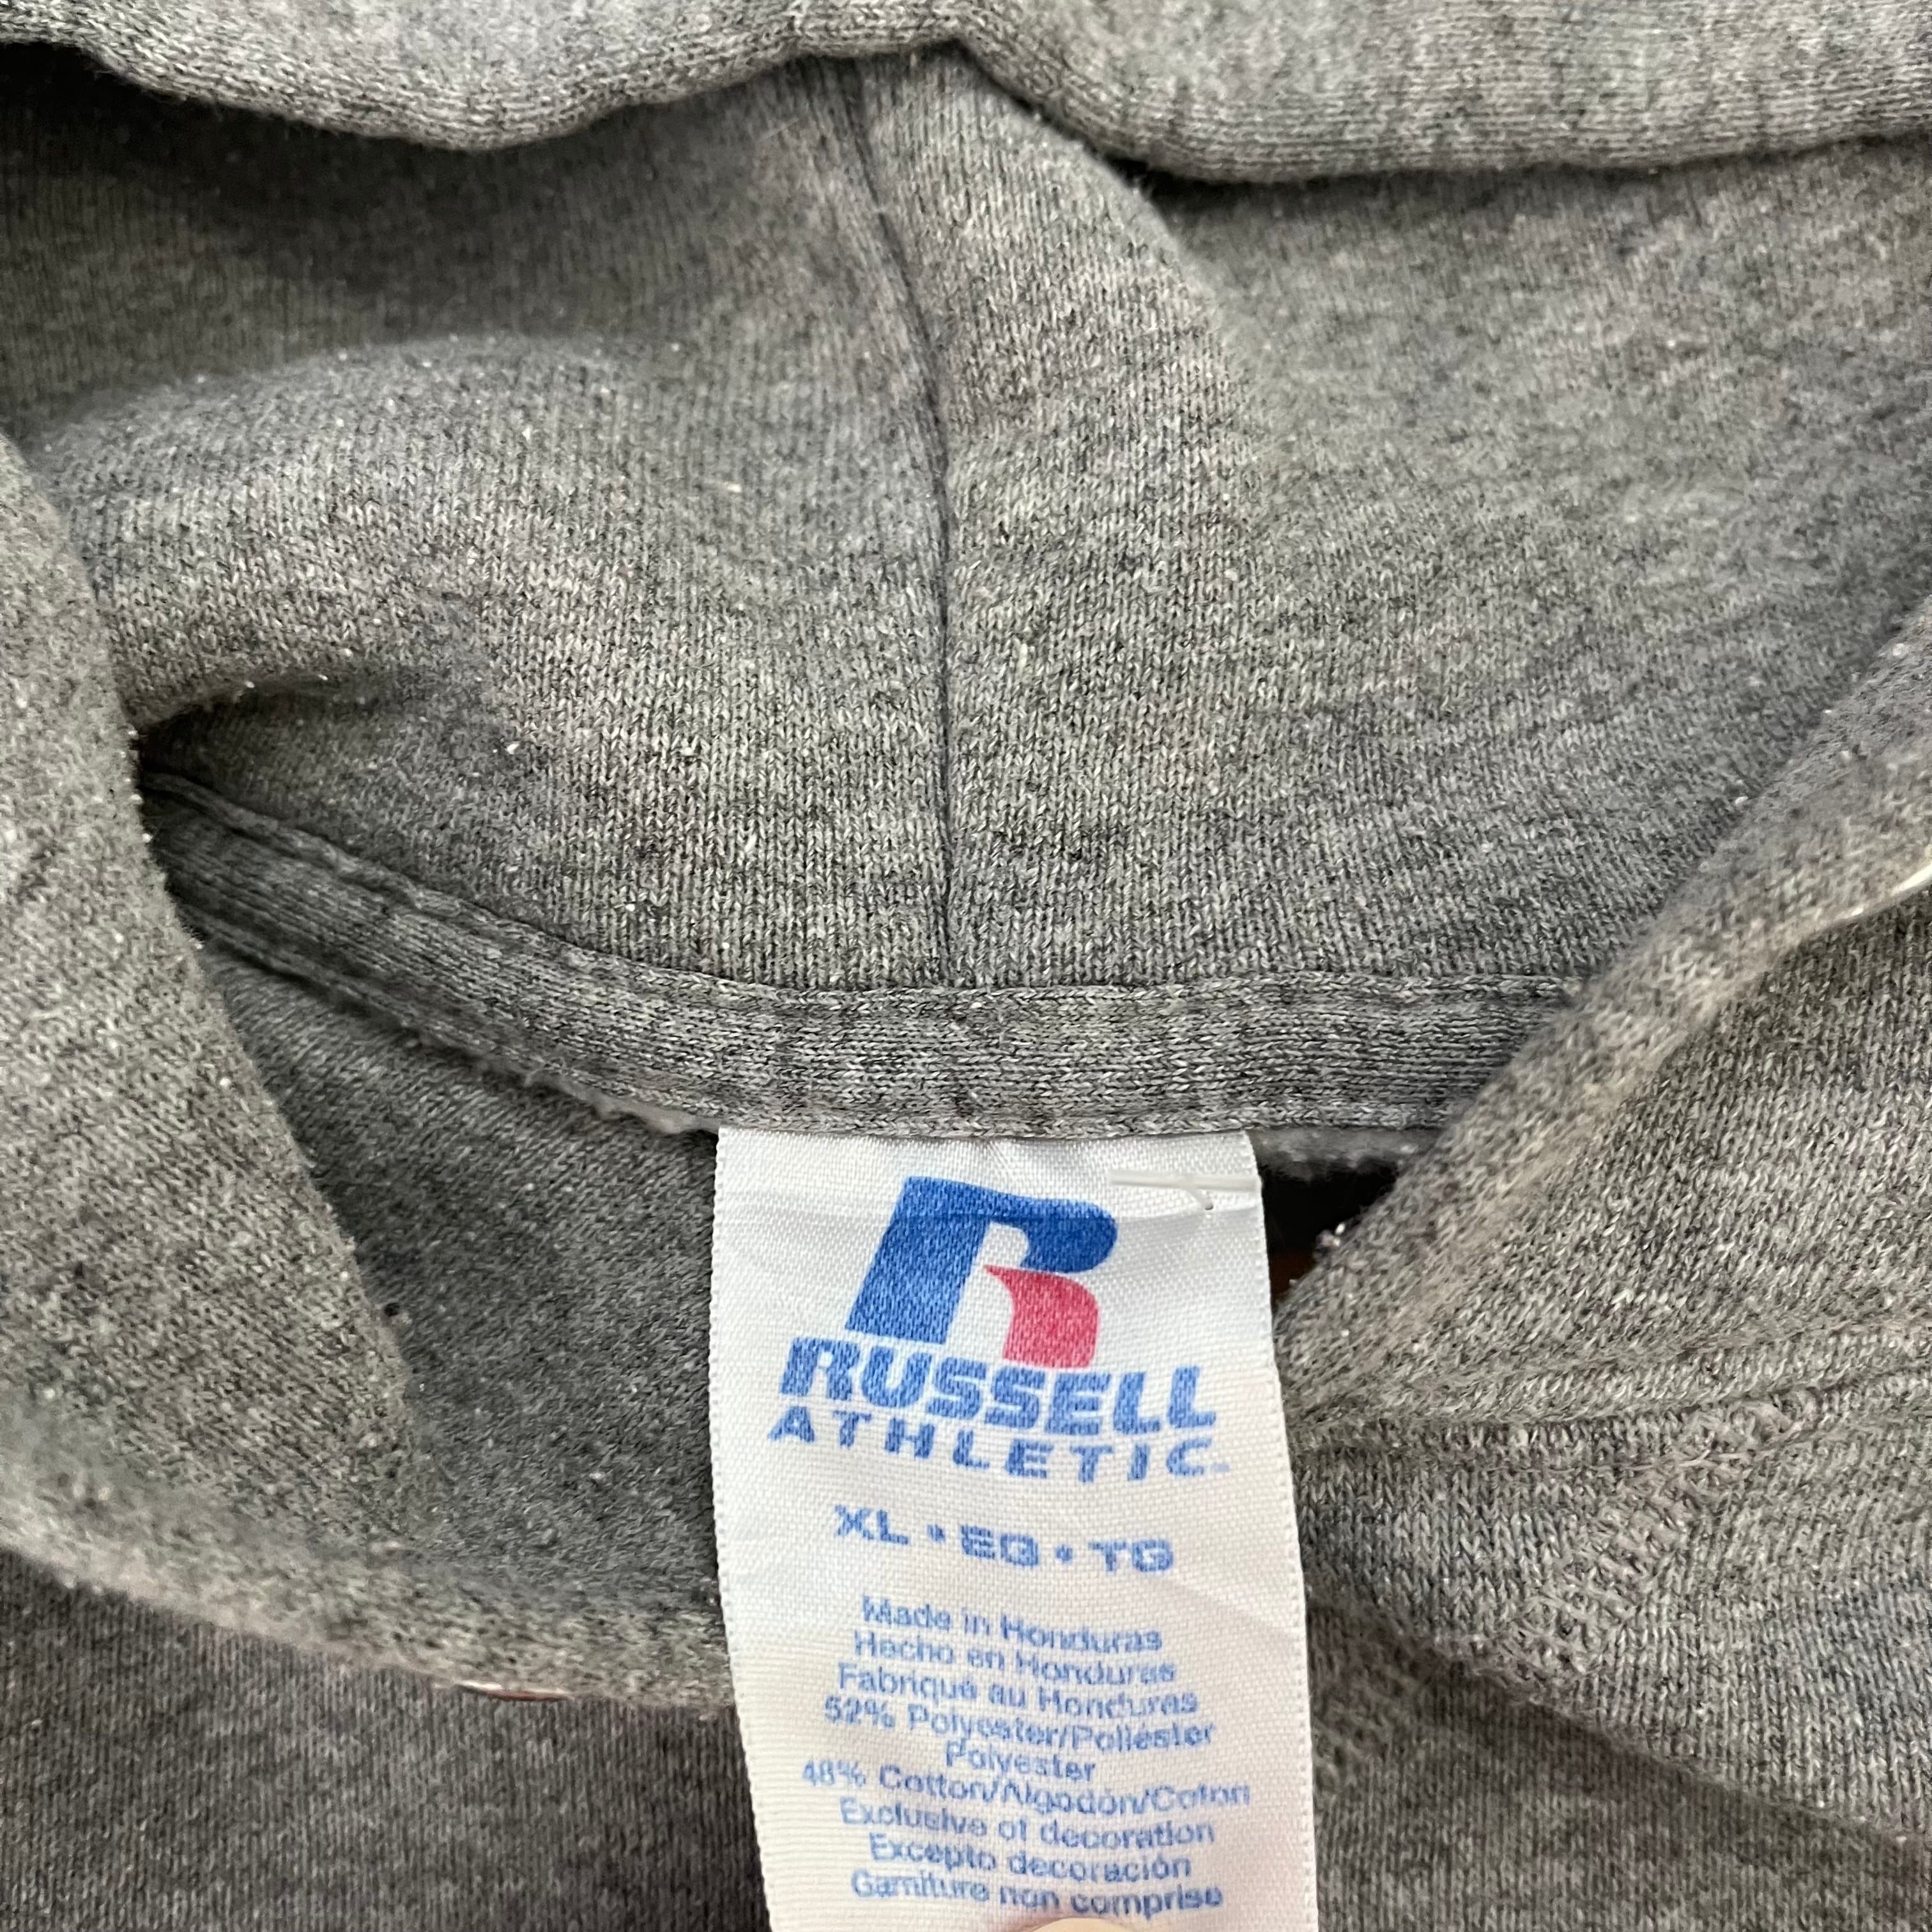 R
RUSSELL
ATHLETIC
XL • EG • TG
Made in Honduras
Hecho en Honduras
Fabriqué au Honduras
52% Polyester/Poliéster
Polyester
48% Cotton/Algodón/Coton
Exclusive of decoration
Excepto decoración
Garniture non comprise